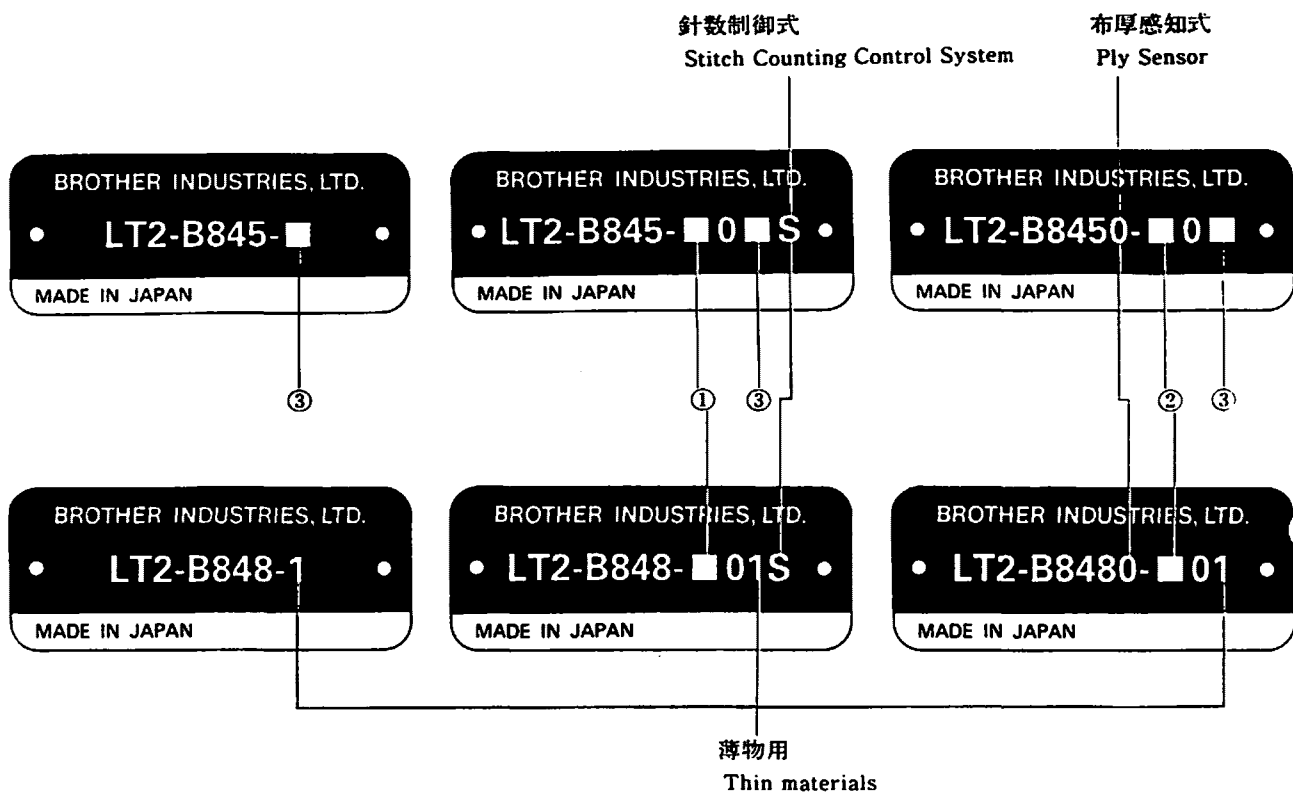 針数制御式
Stitch Counting Control System
布厚感知式
Ply Sensor
BROTHER INDUSTRIES, LTD.
LT2-B845-■
MADE IN JAPAN
BROTHER INDUSTRIES, LTD.
LT2-B845-■0■S
MADE IN JAPAN
BROTHER INDUSTRIES, LTD.
LT2-B8450-■0■
MADE IN JAPAN
③
① ③
② ③
BROTHER INDUSTRIES, LTD.
LT2-B848-1
MADE IN JAPAN
BROTHER INDUSTRIES, LTD.
LT2-B848-■01S
MADE IN JAPAN
BROTHER INDUSTRIES, LTD.
LT2-B8480-■01
MADE IN JAPAN
薄物用
Thin materials